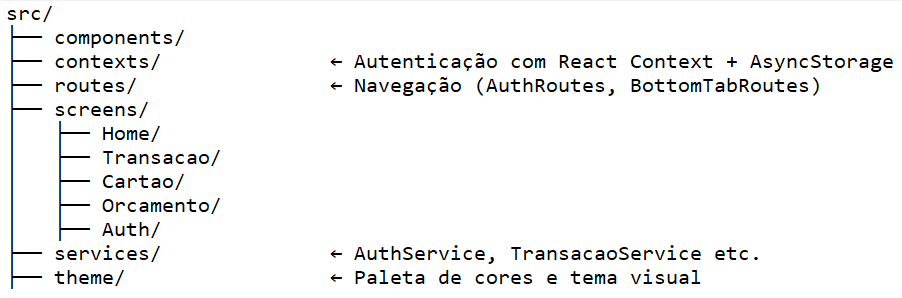 src/
├── components/
├── contexts/ ← Autenticação com React Context + AsyncStorage
├── routes/ ← Navegação (AuthRoutes, BottomTabRoutes)
├── screens/
│ ├── Home/
│ ├── Transacao/
│ ├── Cartao/
│ ├── Orcamento/
│ ├── Auth/
├── services/ ← AuthService, TransacaoService etc.
├── theme/ ← Paleta de cores e tema visual